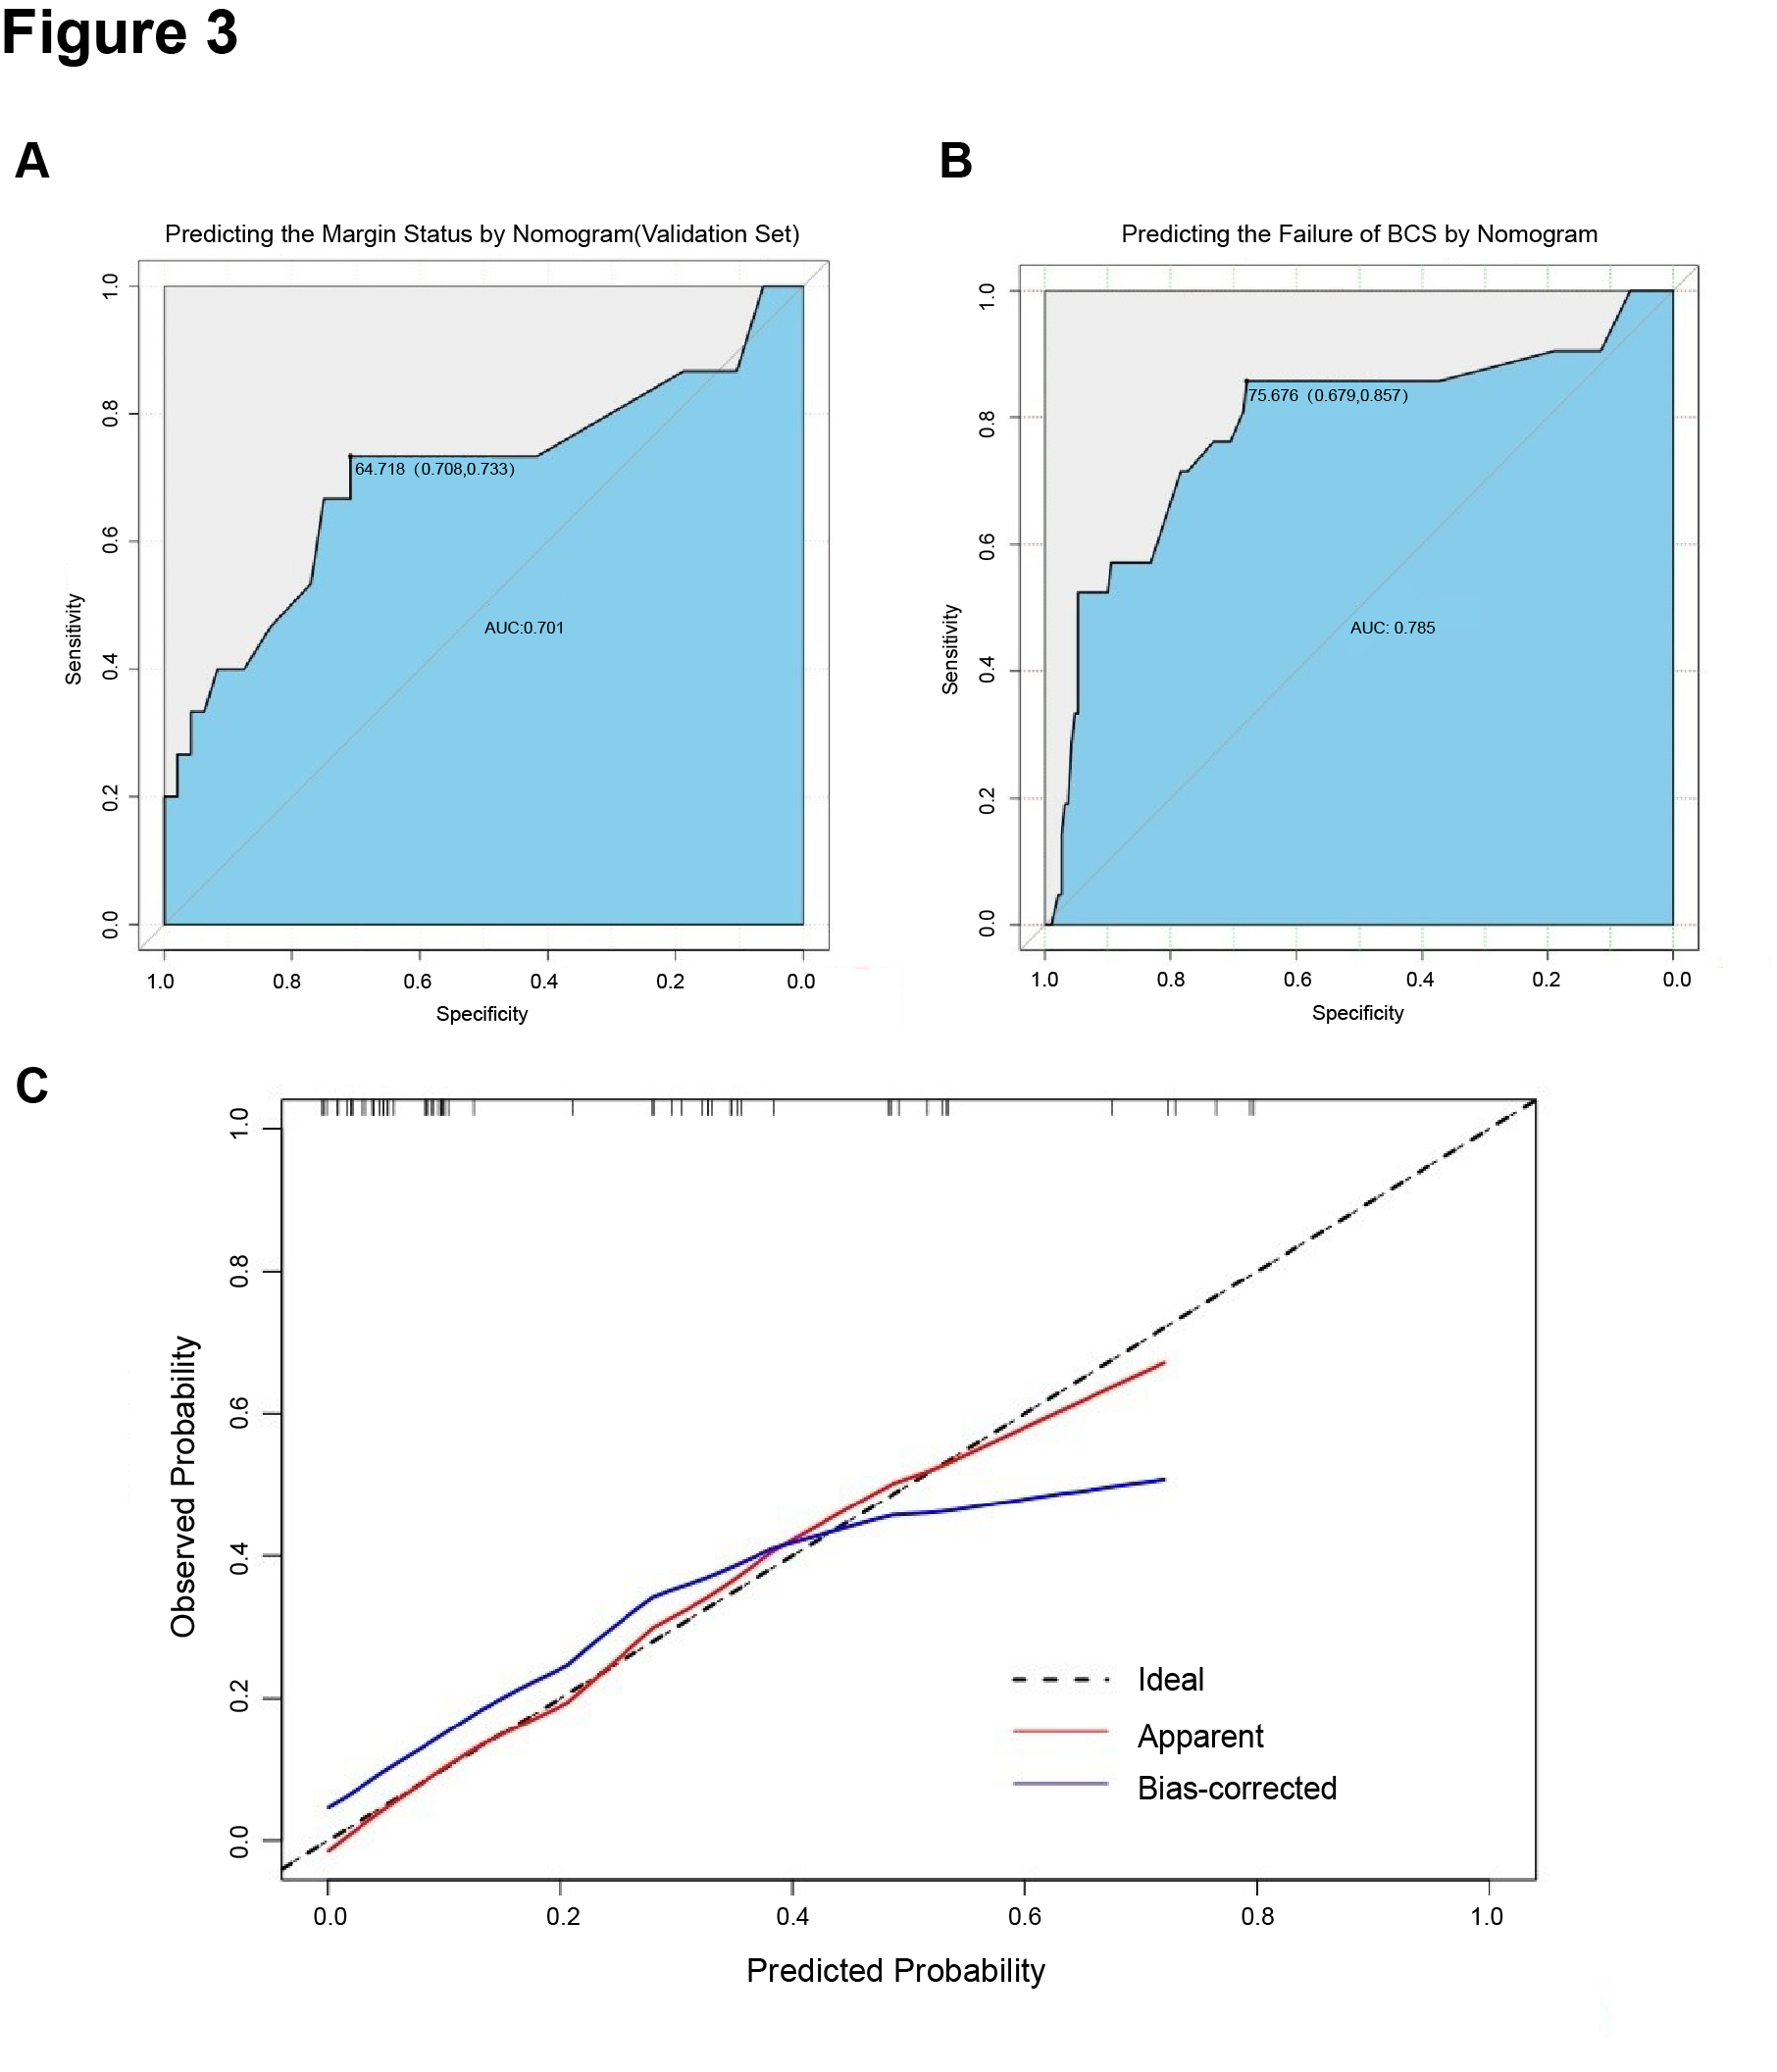 Figure 3
A
Predicting the Margin Status by Nomogram(Validation Set)
1.0
0.8
0.6
0.4
0.2
0.0
Sensitivity
64.718 (0.708,0.733)
AUC:0.701
1.0 0.8 0.6 0.4 0.2 0.0
Specificity
B
Predicting the Failure of BCS by Nomogram
1.0
0.8
0.6
0.4
0.2
0.0
Sensitivity
75.676 (0.679,0.857)
AUC: 0.785
1.0 0.8 0.6 0.4 0.2 0.0
Specificity
C
1.0
0.8
0.6
0.4
0.2
0.0
Observed Probability
Ideal
Apparent
Bias-corrected
0.0 0.2 0.4 0.6 0.8 1.0
Predicted Probability